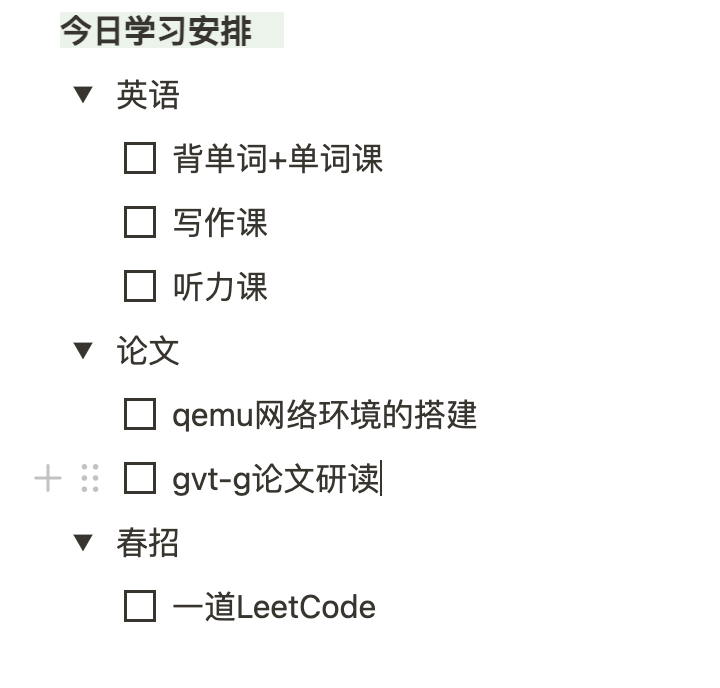 今日学习安排
英语
背单词+单词课
写作课
听力课
论文
qemu网络环境的搭建
gvt-g论文研读
春招
一道LeetCode